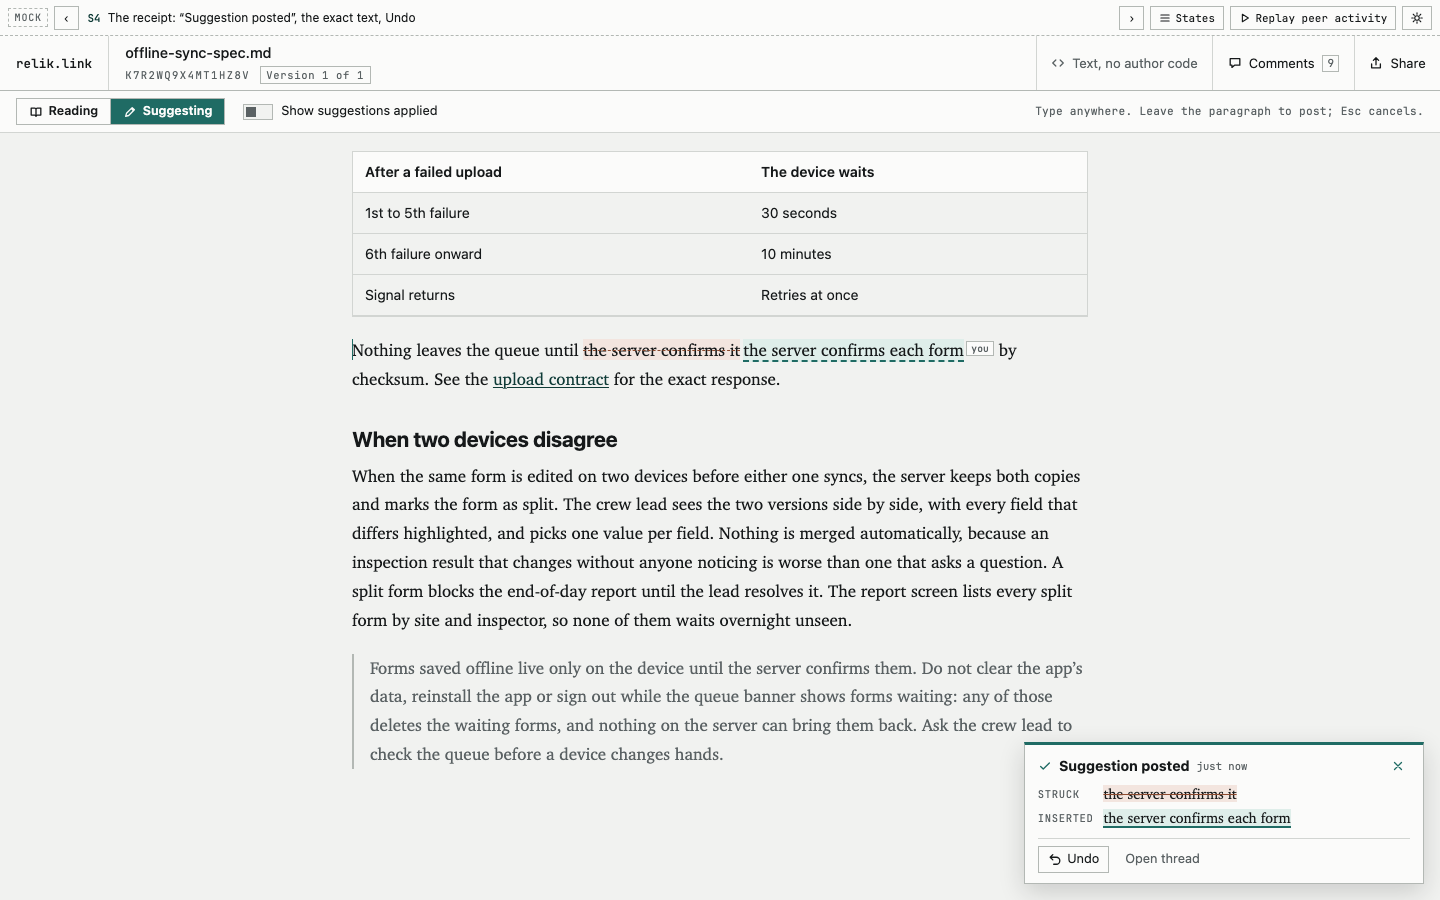 MOCK ‹ S4 The receipt: “Suggestion posted”, the exact text, Undo › States Replay peer activity
relik.link offline-sync-spec.md Text, no author code Comments 9 Share
K7R2WQ9X4MT1HZ8V Version 1 of 1
Reading Suggesting Show suggestions applied Type anywhere. Leave the paragraph to post; Esc cancels.
After a failed upload The device waits
1st to 5th failure 30 seconds
6th failure onward 10 minutes
Signal returns Retries at once
Nothing leaves the queue until the server confirms it the server confirms each form you by
checksum. See the upload contract for the exact response.
When two devices disagree
When the same form is edited on two devices before either one syncs, the server keeps both copies
and marks the form as split. The crew lead sees the two versions side by side, with every field that
differs highlighted, and picks one value per field. Nothing is merged automatically, because an
inspection result that changes without anyone noticing is worse than one that asks a question. A
split form blocks the end-of-day report until the lead resolves it. The report screen lists every split
form by site and inspector, so none of them waits overnight unseen.
Forms saved offline live only on the device until the server confirms them. Do not clear the app’s
data, reinstall the app or sign out while the queue banner shows forms waiting: any of those
deletes the waiting forms, and nothing on the server can bring them back. Ask the crew lead to
check the queue before a device changes hands.
Suggestion posted just now
STRUCK the server confirms it
INSERTED the server confirms each form
Undo Open thread